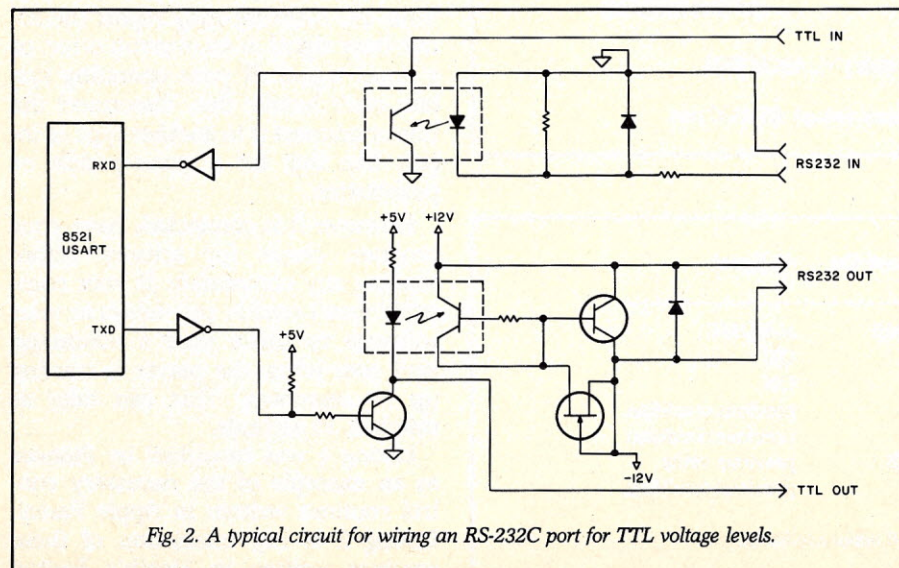 TTL IN
RXD
RS232 IN
8521
USART
+5V
+12V
RS232 OUT
TXD
+5V
-12V
TTL OUT
Fig. 2. A typical circuit for wiring an RS-232C port for TTL voltage levels.